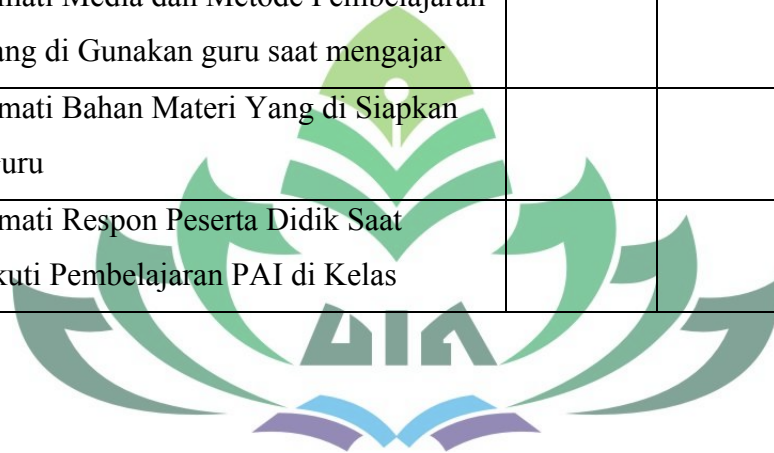 mati Media dan Metode Pembelajaran
ang di Gunakan guru saat mengajar
mati Bahan Materi Yang di Siapkan
uru
mati Respon Peserta Didik Saat
kuti Pembelajaran PAI di Kelas
UIN